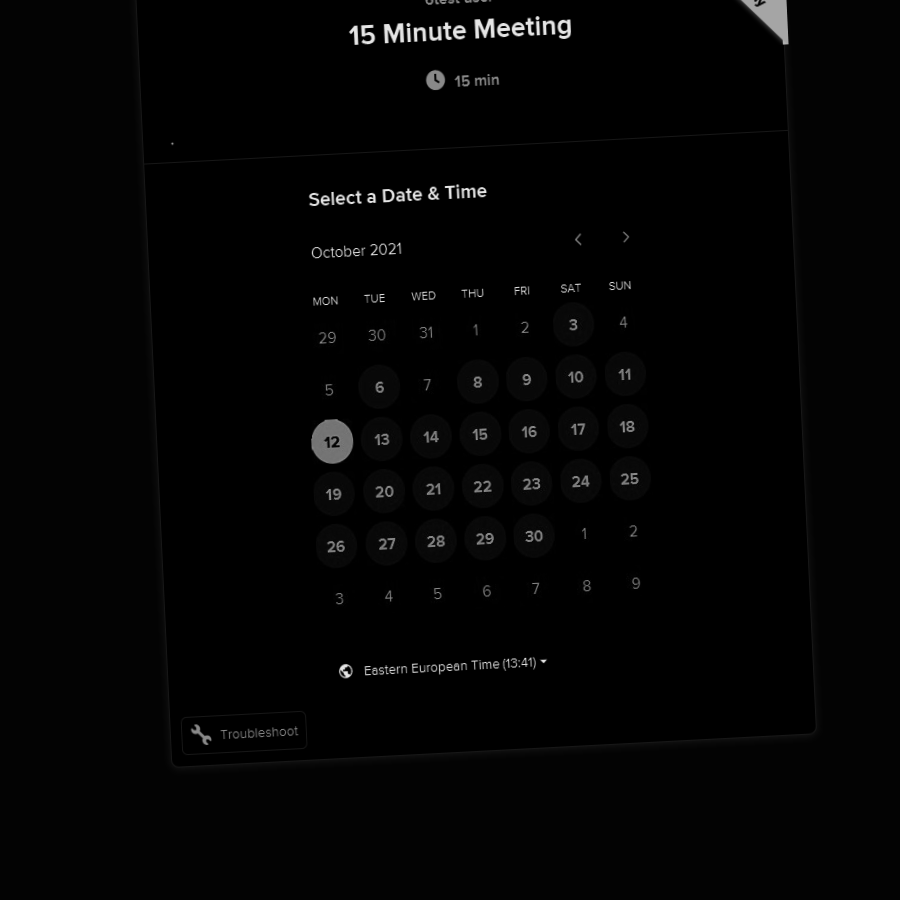 15 Minute Meeting
15 min
Select a Date & Time
October 2021
MON TUE WED THU FRI SAT SUN
29 30 31 1 2 3 4
5 6 7 8 9 10 11
12 13 14 15 16 17 18
19 20 21 22 23 24 25
26 27 28 29 30 1 2
3 4 5 6 7 8 9
Eastern European Time (13:41)
Troubleshoot